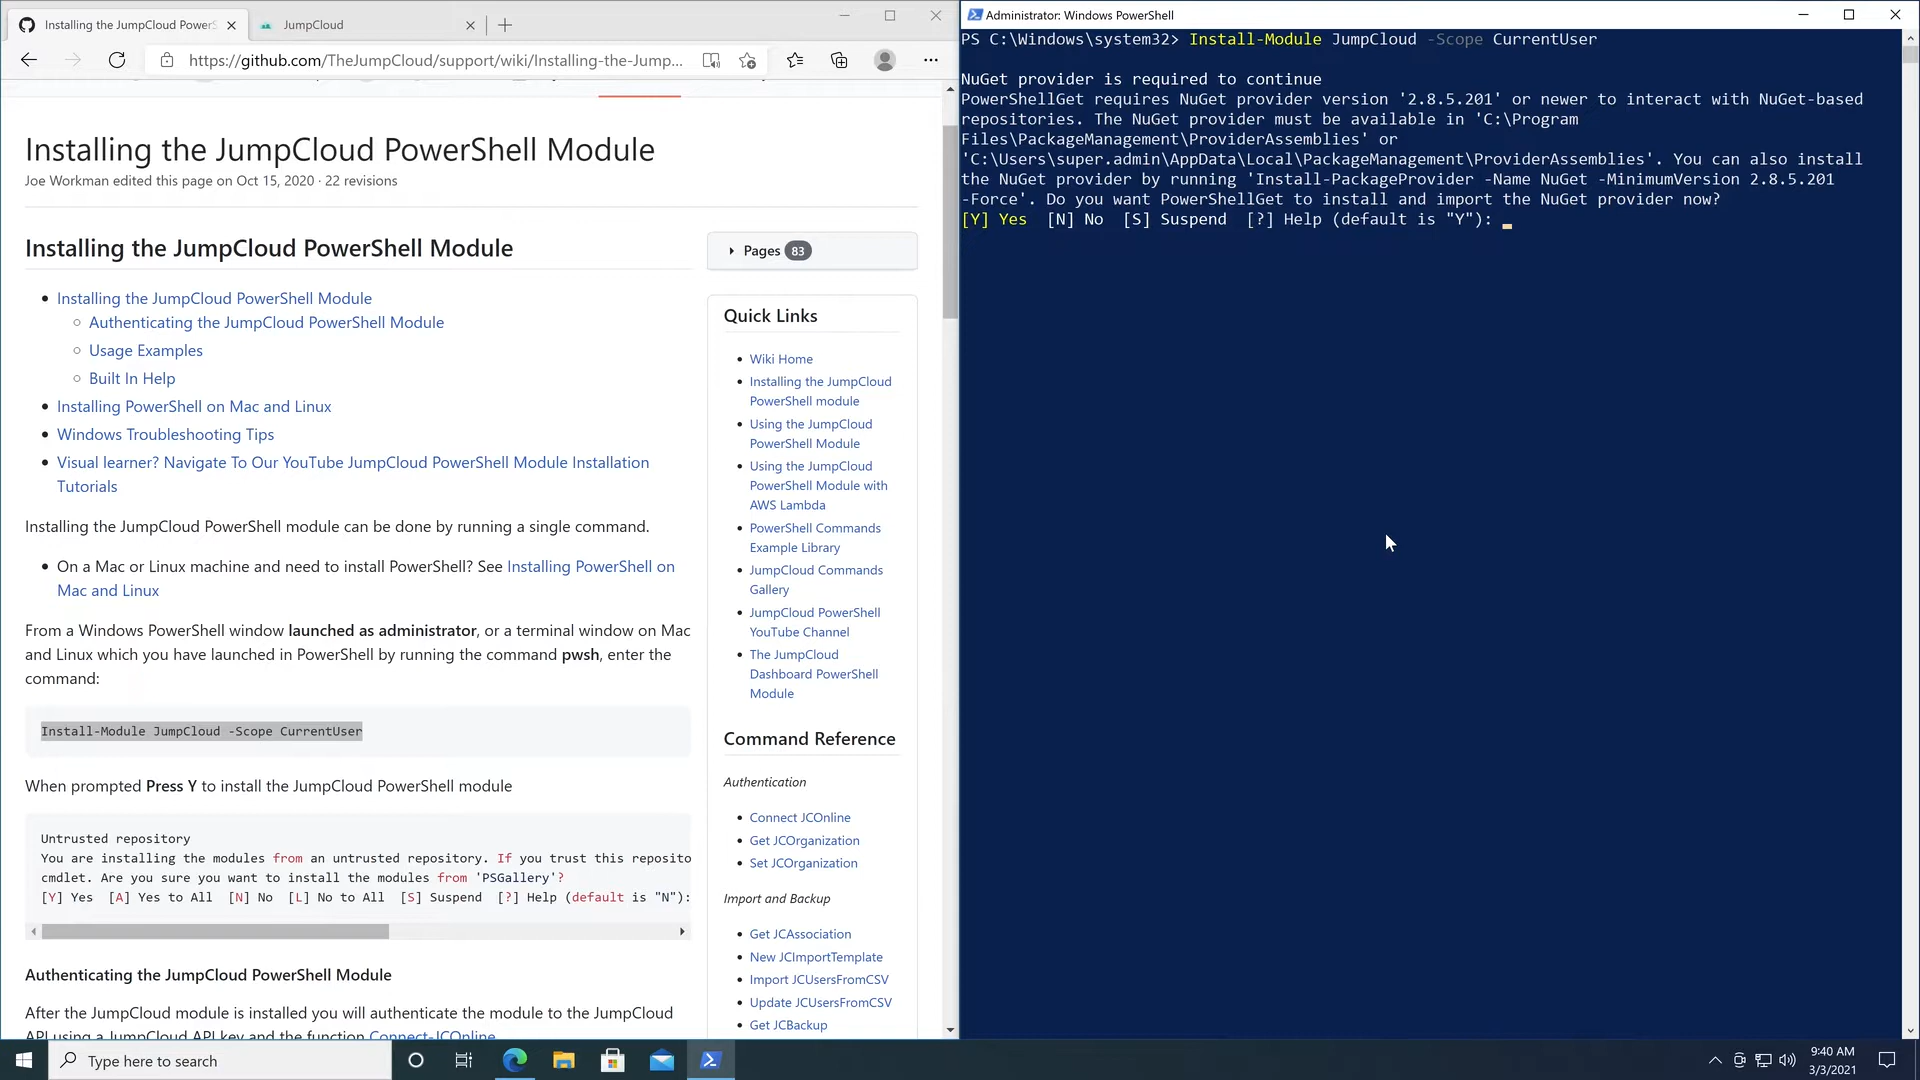 Installing the JumpCloud PowerS
JumpCloud
https://github.com/TheJumpCloud/support/wiki/Installing-the-Jump...
Installing the JumpCloud PowerShell Module
Joe Workman edited this page on Oct 15, 2020 · 22 revisions
Installing the JumpCloud PowerShell Module
Installing the JumpCloud PowerShell Module
Authenticating the JumpCloud PowerShell Module
Usage Examples
Built In Help
Installing PowerShell on Mac and Linux
Windows Troubleshooting Tips
Visual learner? Navigate To Our YouTube JumpCloud PowerShell Module Installation
Tutorials
Installing the JumpCloud PowerShell module can be done by running a single command.
On a Mac or Linux machine and need to install PowerShell? See Installing PowerShell on
Mac and Linux
From a Windows PowerShell window launched as administrator, or a terminal window on Mac
and Linux which you have launched in PowerShell by running the command pwsh, enter the
command:
Install-Module JumpCloud -Scope CurrentUser
When prompted Press Y to install the JumpCloud PowerShell module
Untrusted repository
You are installing the modules from an untrusted repository. If you trust this reposito
cmdlet. Are you sure you want to install the modules from 'PSGallery'?
[Y] Yes [A] Yes to All [N] No [L] No to All [S] Suspend [?] Help (default is "N"):
Authenticating the JumpCloud PowerShell Module
After the JumpCloud module is installed you will authenticate the module to the JumpCloud
API using a JumpCloud API key and the function Connect-JCOnline
Pages 83
Quick Links
Wiki Home
Installing the JumpCloud
PowerShell module
Using the JumpCloud
PowerShell Module
Using the JumpCloud
PowerShell Module with
AWS Lambda
PowerShell Commands
Example Library
JumpCloud Commands
Gallery
JumpCloud PowerShell
YouTube Channel
The JumpCloud
Dashboard PowerShell
Module
Command Reference
Authentication
Connect JCOnline
Get JCOrganization
Set JCOrganization
Import and Backup
Get JCAssociation
New JCImportTemplate
Import JCUsersFromCSV
Update JCUsersFromCSV
Get JCBackup
Administrator: Windows PowerShell
PS C:\Windows\system32> Install-Module JumpCloud -Scope CurrentUser
NuGet provider is required to continue
PowerShellGet requires NuGet provider version '2.8.5.201' or newer to interact with NuGet-based
repositories. The NuGet provider must be available in 'C:\Program
Files\PackageManagement\ProviderAssemblies' or
'C:\Users\super.admin\AppData\Local\PackageManagement\ProviderAssemblies'. You can also install
the NuGet provider by running 'Install-PackageProvider -Name NuGet -MinimumVersion 2.8.5.201
-Force'. Do you want PowerShellGet to install and import the NuGet provider now?
[Y] Yes [N] No [S] Suspend [?] Help (default is "Y"):
Type here to search
9:40 AM
3/3/2021